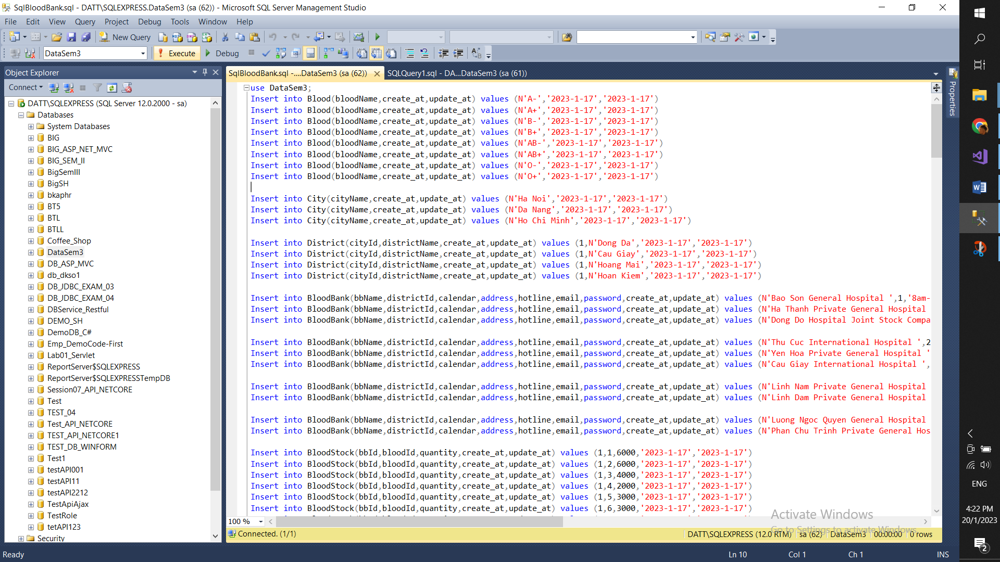 SqlBloodBank.sql - DATT\SQLEXPRESS.DataSem3 (sa (62)) - Microsoft SQL Server Management Studio
File Edit View Query Project Debug Tools Window Help
New Query
DataSem3 Execute Debug
Object Explorer
Connect
DATT\SQLEXPRESS (SQL Server 12.0.2000 - sa)
Databases
System Databases
BIG
BIG_ASP_NET_MVC
BIG_SEM_II
BigSemIII
BigSH
bkaphr
BT5
BTL
BTLL
Coffee_Shop
DataSem3
DB_ASP_MVC
db_dkso1
DB_JDBC_EXAM_03
DB_JDBC_EXAM_04
DBService_Restful
DEMO_SH
DemoDB_C#
Emp_DemoCode-First
Lab01_Servlet
ReportServer$SQLEXPRESS
ReportServer$SQLEXPRESSTempDB
Session07_API_NETCORE
Test
TEST_04
Test_API_NETCORE
TEST_API_NETCORE1
TEST_DB_WINFORM
Test1
testAPI001
testAPI11
testAPI2212
TestApiAjax
TestRole
tetAPI123
Security
SqlBloodBank.sql -....DataSem3 (sa (62)) SQLQuery1.sql - DA...DataSem3 (sa (61))
use DataSem3;
Insert into Blood(bloodName,create_at,update_at) values (N'A-','2023-1-17','2023-1-17')
Insert into Blood(bloodName,create_at,update_at) values (N'A+','2023-1-17','2023-1-17')
Insert into Blood(bloodName,create_at,update_at) values (N'B-','2023-1-17','2023-1-17')
Insert into Blood(bloodName,create_at,update_at) values (N'B+','2023-1-17','2023-1-17')
Insert into Blood(bloodName,create_at,update_at) values (N'AB-','2023-1-17','2023-1-17')
Insert into Blood(bloodName,create_at,update_at) values (N'AB+','2023-1-17','2023-1-17')
Insert into Blood(bloodName,create_at,update_at) values (N'O-','2023-1-17','2023-1-17')
Insert into Blood(bloodName,create_at,update_at) values (N'O+','2023-1-17','2023-1-17')
Insert into City(cityName,create_at,update_at) values (N'Ha Noi','2023-1-17','2023-1-17')
Insert into City(cityName,create_at,update_at) values (N'Da Nang','2023-1-17','2023-1-17')
Insert into City(cityName,create_at,update_at) values (N'Ho Chi Minh','2023-1-17','2023-1-17')
Insert into District(cityId,districtName,create_at,update_at) values (1,N'Dong Da','2023-1-17','2023-1-17')
Insert into District(cityId,districtName,create_at,update_at) values (1,N'Cau Giay','2023-1-17','2023-1-17')
Insert into District(cityId,districtName,create_at,update_at) values (1,N'Hoang Mai','2023-1-17','2023-1-17')
Insert into District(cityId,districtName,create_at,update_at) values (1,N'Hoan Kiem','2023-1-17','2023-1-17')
Insert into BloodBank(bbName,districtId,calendar,address,hotline,email,password,create_at,update_at) values (N'Bao Son General Hospital ',1,'8am-
Insert into BloodBank(bbName,districtId,calendar,address,hotline,email,password,create_at,update_at) values (N'Ha Thanh Private General Hospital
Insert into BloodBank(bbName,districtId,calendar,address,hotline,email,password,create_at,update_at) values (N'Dong Do Hospital Joint Stock Compa
Insert into BloodBank(bbName,districtId,calendar,address,hotline,email,password,create_at,update_at) values (N'Thu Cuc International Hospital ',2
Insert into BloodBank(bbName,districtId,calendar,address,hotline,email,password,create_at,update_at) values (N'Yen Hoa Private General Hospital '
Insert into BloodBank(bbName,districtId,calendar,address,hotline,email,password,create_at,update_at) values (N'Cau Giay International Hospital ',
Insert into BloodBank(bbName,districtId,calendar,address,hotline,email,password,create_at,update_at) values (N'Linh Nam Private General Hospital
Insert into BloodBank(bbName,districtId,calendar,address,hotline,email,password,create_at,update_at) values (N'Linh Dam Private General Hospital
Insert into BloodBank(bbName,districtId,calendar,address,hotline,email,password,create_at,update_at) values (N'Luong Ngoc Quyen General Hospital
Insert into BloodBank(bbName,districtId,calendar,address,hotline,email,password,create_at,update_at) values (N'Phan Chu Trinh Private General Hos
Insert into BloodStock(bbId,bloodId,quantity,create_at,update_at) values (1,1,6000,'2023-1-17','2023-1-17')
Insert into BloodStock(bbId,bloodId,quantity,create_at,update_at) values (1,2,6000,'2023-1-17','2023-1-17')
Insert into BloodStock(bbId,bloodId,quantity,create_at,update_at) values (1,3,4000,'2023-1-17','2023-1-17')
Insert into BloodStock(bbId,bloodId,quantity,create_at,update_at) values (1,4,2000,'2023-1-17','2023-1-17')
Insert into BloodStock(bbId,bloodId,quantity,create_at,update_at) values (1,5,3000,'2023-1-17','2023-1-17')
Insert into BloodStock(bbId,bloodId,quantity,create_at,update_at) values (1,6,3000,'2023-1-17','2023-1-17')
100 %
Connected. (1/1) DATT\SQLEXPRESS (12.0 RTM) sa (62) DataSem3 00:00:00 0 rows
Activate Windows
Go to Settings to activate Windows.
Properties
Ready Ln 10 Col 1 Ch 1 INS
ENG
4:22 PM
20/1/2023
2